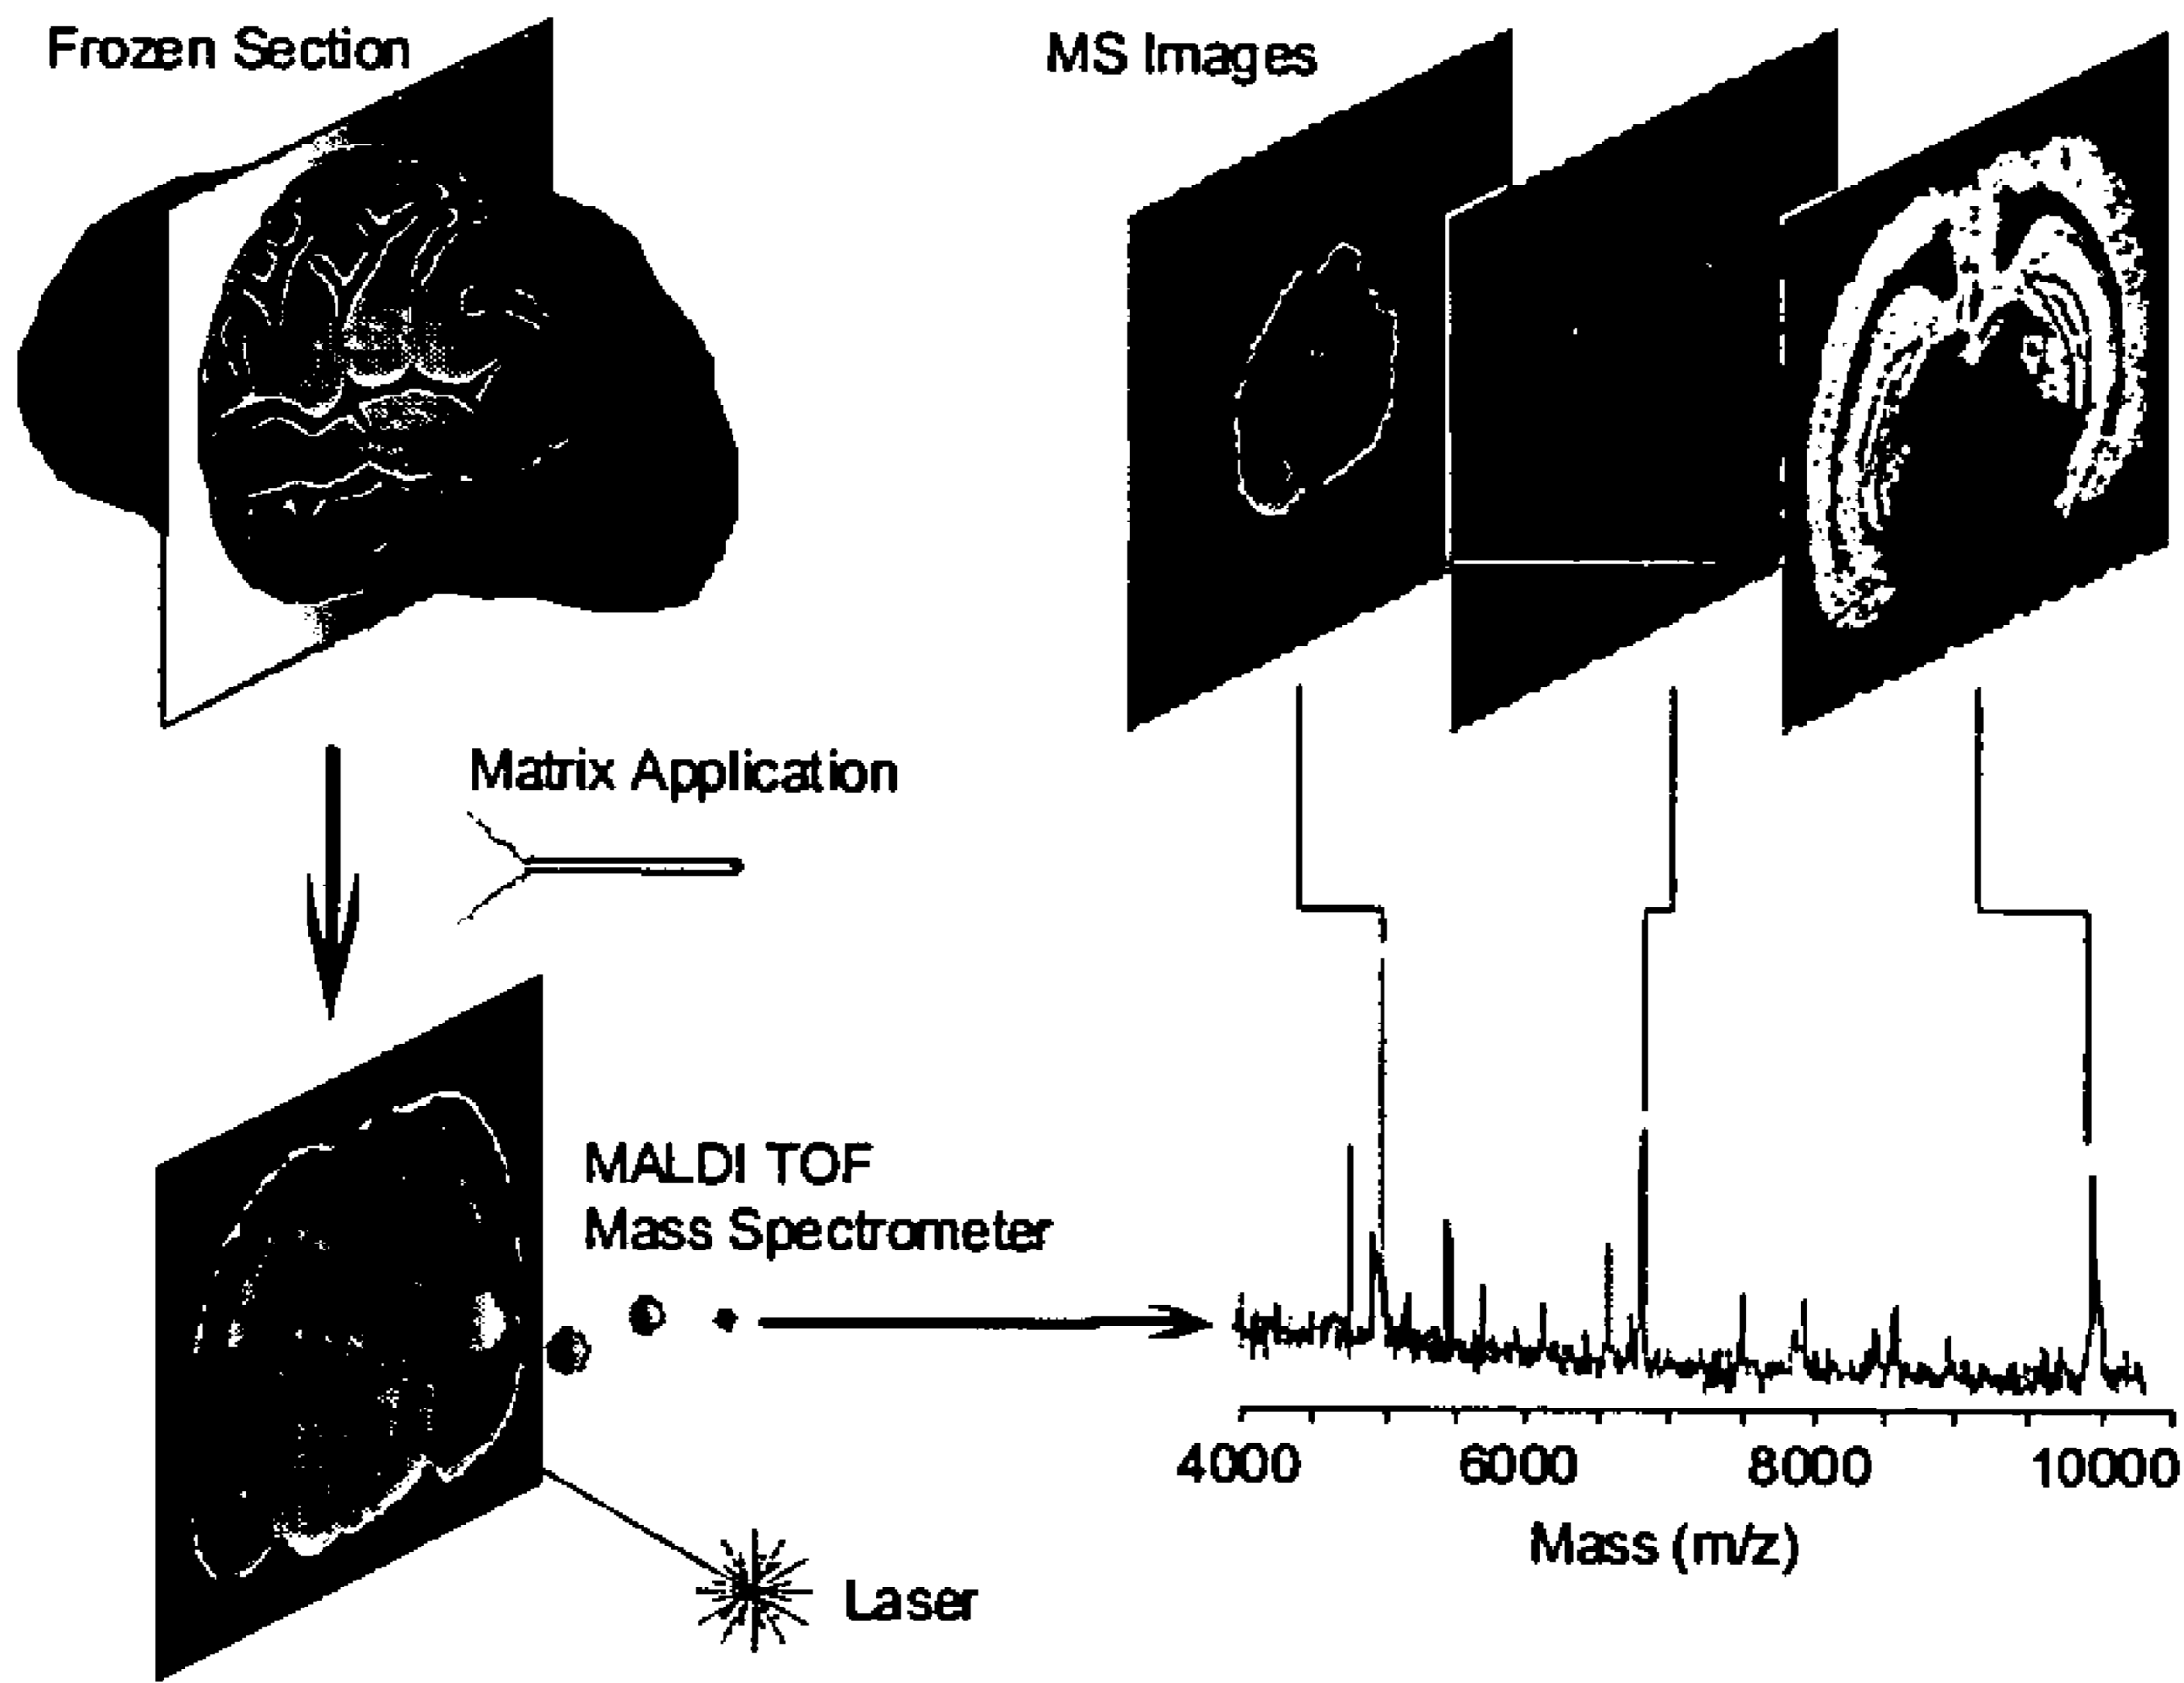 Frozen Section
MS Images
Matrix Application
MALDI TOF
Mass Spectrometer
4000 6000 8000 10000
Mass (m/z)
Laser